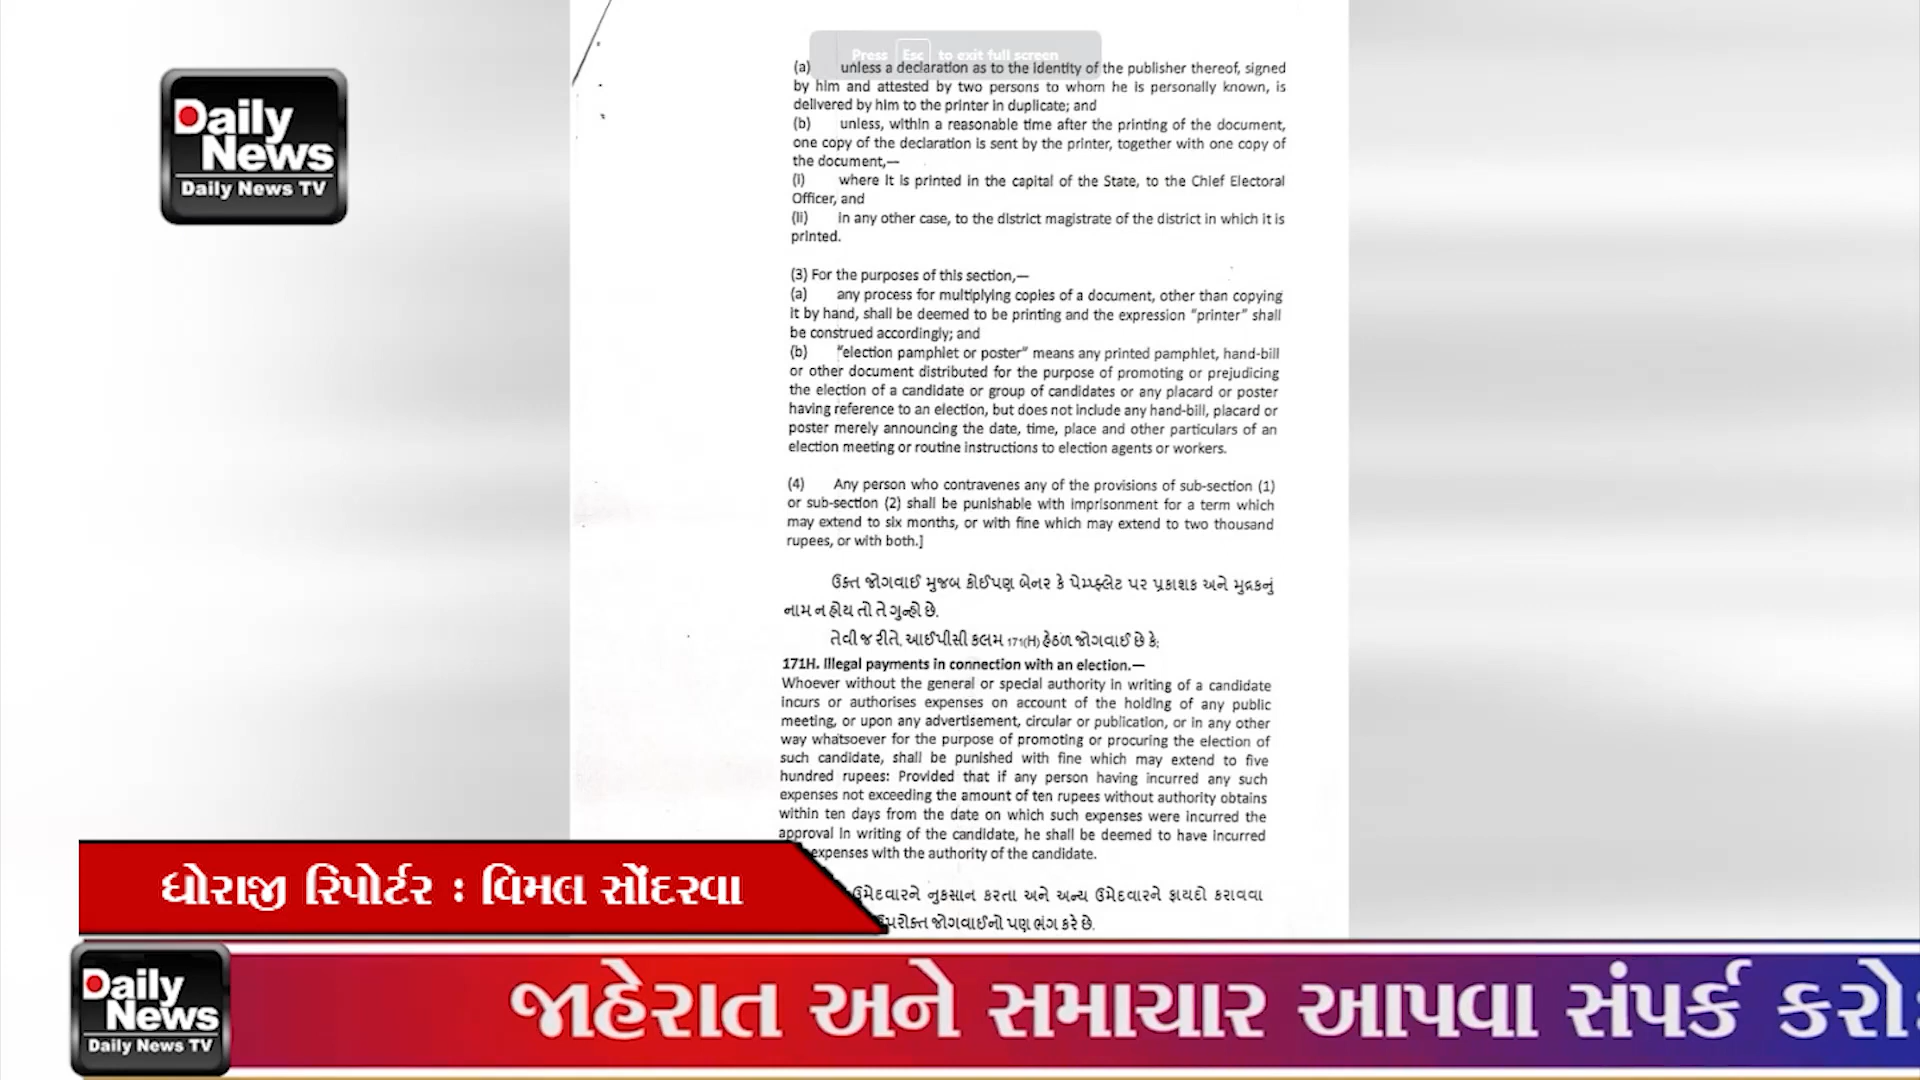 Press Esc to exit full screen
Daily
News
Daily News TV
(a) unless a declaration as to the identity of the publisher thereof, signed
by him and attested by two persons to whom he is personally known, is
delivered by him to the printer in duplicate; and
(b) unless, within a reasonable time after the printing of the document,
one copy of the declaration is sent by the printer, together with one copy of
the document,—
(i) where it is printed in the capital of the State, to the Chief Electoral
Officer, and
(ii) in any other case, to the district magistrate of the district in which it is
printed.
(3) For the purposes of this section,—
(a) any process for multiplying copies of a document, other than copying
it by hand, shall be deemed to be printing and the expression “printer” shall
be construed accordingly; and
(b) “election pamphlet or poster” means any printed pamphlet, hand-bill
or other document distributed for the purpose of promoting or prejudicing
the election of a candidate or group of candidates or any placard or poster
having reference to an election, but does not include any hand-bill, placard or
poster merely announcing the date, time, place and other particulars of an
election meeting or routine instructions to election agents or workers.
(4) Any person who contravenes any of the provisions of sub-section (1)
or sub-section (2) shall be punishable with imprisonment for a term which
may extend to six months, or with fine which may extend to two thousand
rupees, or with both.]
ઉક્ત જોગવાઈ મુજબ કોઈપણ બેનર કે પેમ્ફ્લેટ પર પ્રકાશક અને મુદ્રકનું
નામ ન હોય તો તે ગુન્હો છે.
તેવી જ રીતે, આઈપીસી કલમ 171(H) હેઠળ જોગવાઈ છે કે;
171H. Illegal payments in connection with an election.—
Whoever without the general or special authority in writing of a candidate
incurs or authorises expenses on account of the holding of any public
meeting, or upon any advertisement, circular or publication, or in any other
way whatsoever for the purpose of promoting or procuring the election of
such candidate, shall be punished with fine which may extend to five
hundred rupees: Provided that if any person having incurred any such
expenses not exceeding the amount of ten rupees without authority obtains
within ten days from the date on which such expenses were incurred the
approval in writing of the candidate, he shall be deemed to have incurred
expenses with the authority of the candidate.
ઉમેદવારને નુકસાન કરતા અને અન્ય ઉમેદવારને ફાયદો કરાવવા
ઉપરોક્ત જોગવાઈનો પણ ભંગ કરે છે.
ધોરાજી રિપોર્ટર : વિમલ સોંદરવા
Daily
News
Daily News TV
જાહેરાત અને સમાચાર આપવા સંપર્ક કરો: